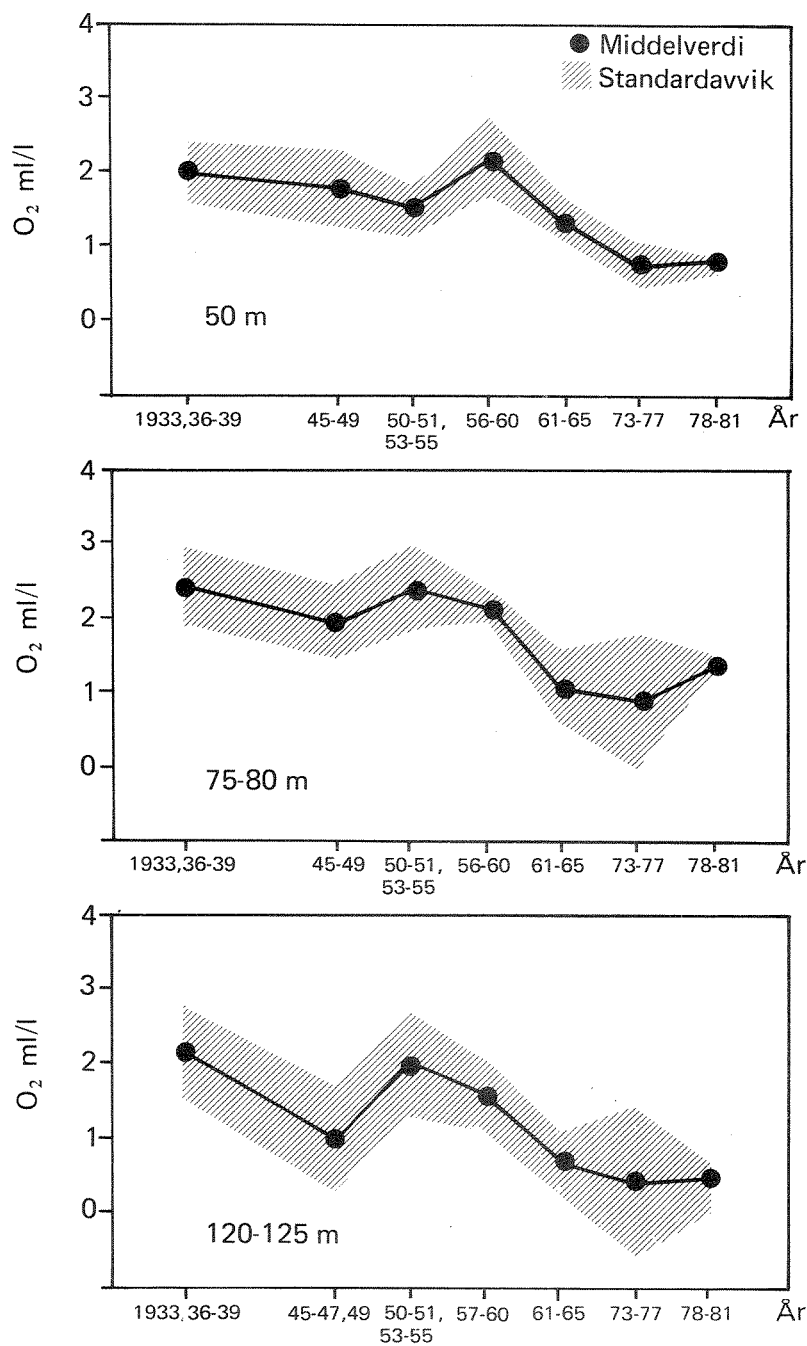 4
3
2
1
0
O₂ ml/l
Middelverdi
Standardavvik
50 m
1933,36-39 45-49 50-51, 56-60 61-65 73-77 78-81 År
53-55
4
3
2
1
0
O₂ ml/l
75-80 m
1933,36-39 45-49 50-51, 56-60 61-65 73-77 78-81 År
53-55
4
3
2
1
0
O₂ ml/l
120-125 m
1933,36-39 45-47,49 50-51, 57-60 61-65 73-77 78-81 År
53-55